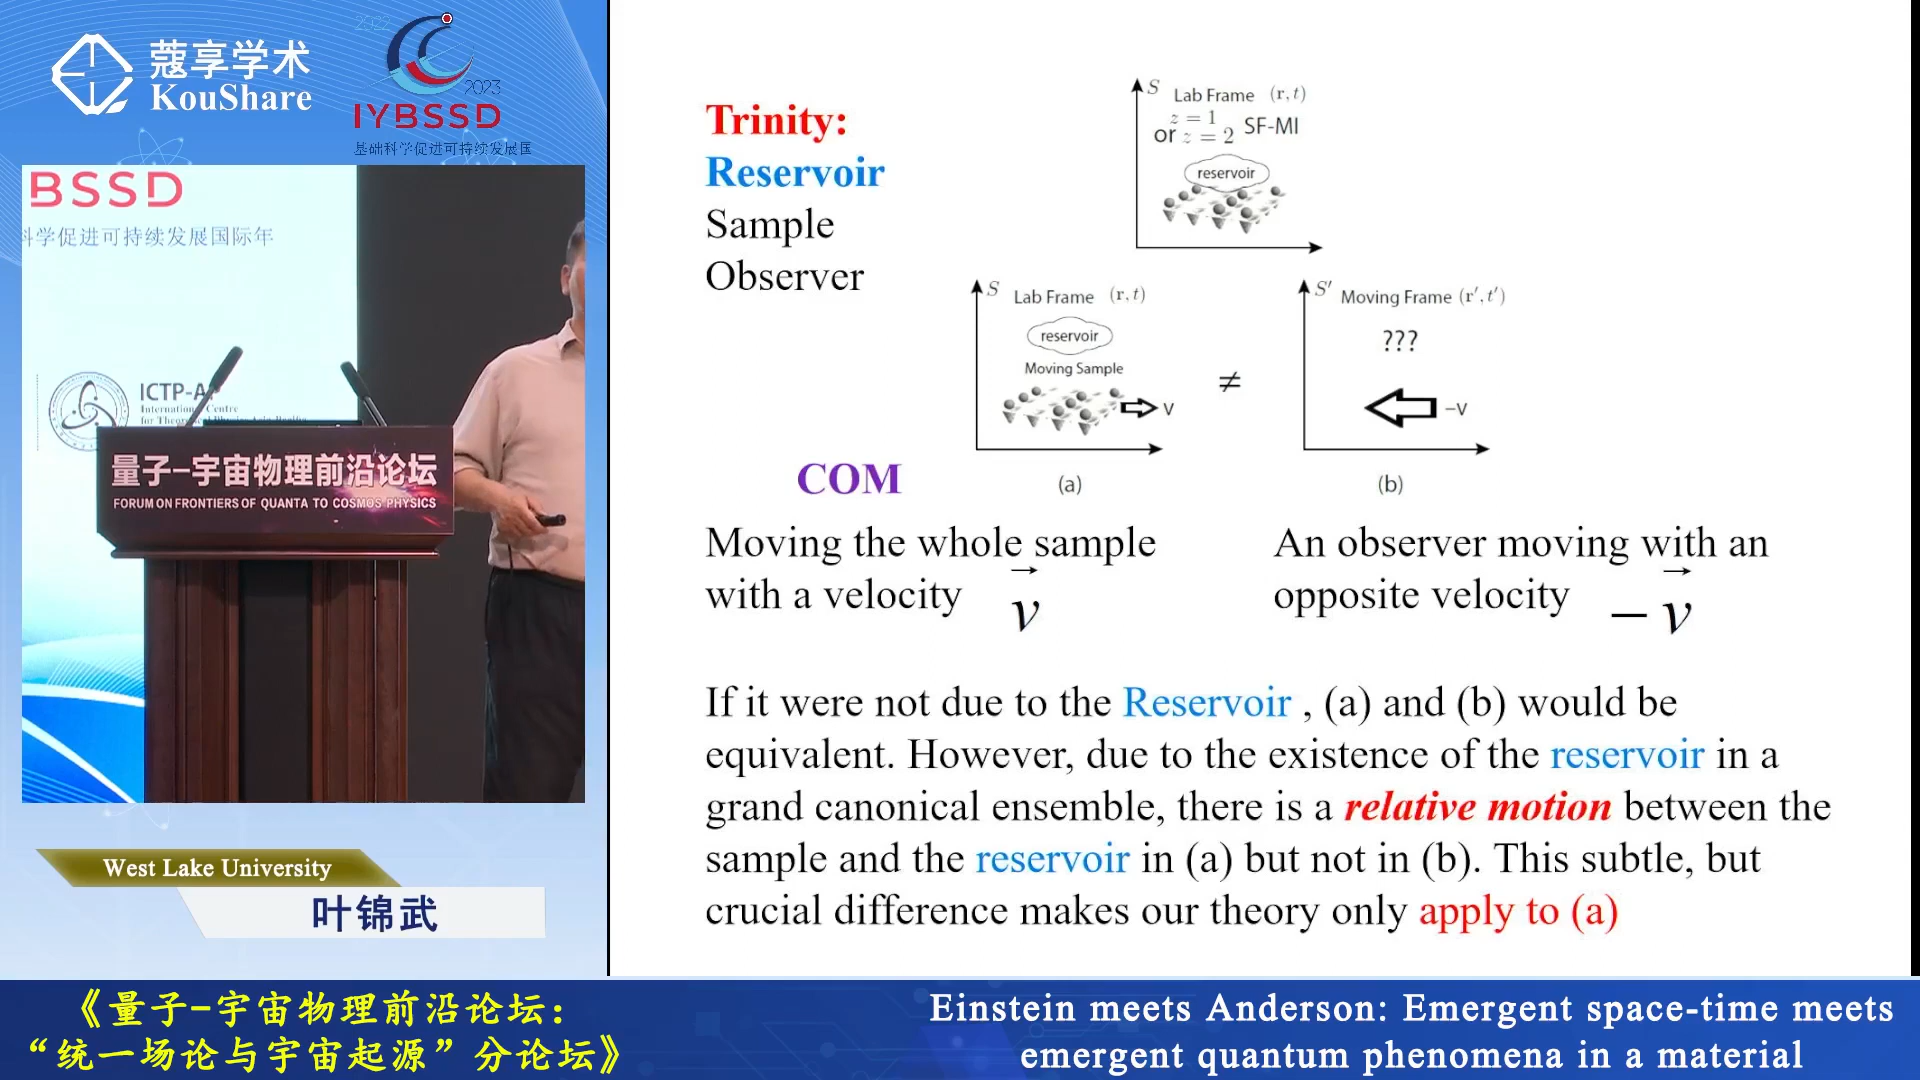 蔻享学术
KouShare
2022
2023
IYBSSD
基础科学促进可持续发展国
BSSD
科学促进可持续发展国际年
ICTP-AP
International Centre
for Theoretical Physics Asia-Pacific
量子-宇宙物理前沿论坛
FORUM ON FRONTIERS OF QUANTA TO COSMOS PHYSICS
West Lake University
叶锦武
Trinity:
Reservoir
Sample
Observer
S Lab Frame (r, t)
z = 1
or z = 2 SF-MI
reservoir
S Lab Frame (r, t)
reservoir
Moving Sample
v
(a)
≠
S′ Moving Frame (r′, t′)
???
−v
(b)
COM
Moving the whole sample
with a velocity v⃗
An observer moving with an
opposite velocity − v⃗
If it were not due to the Reservoir , (a) and (b) would be
equivalent. However, due to the existence of the reservoir in a
grand canonical ensemble, there is a relative motion between the
sample and the reservoir in (a) but not in (b). This subtle, but
crucial difference makes our theory only apply to (a)
《量子-宇宙物理前沿论坛：
“统一场论与宇宙起源”分论坛》
Einstein meets Anderson: Emergent space-time meets
emergent quantum phenomena in a material